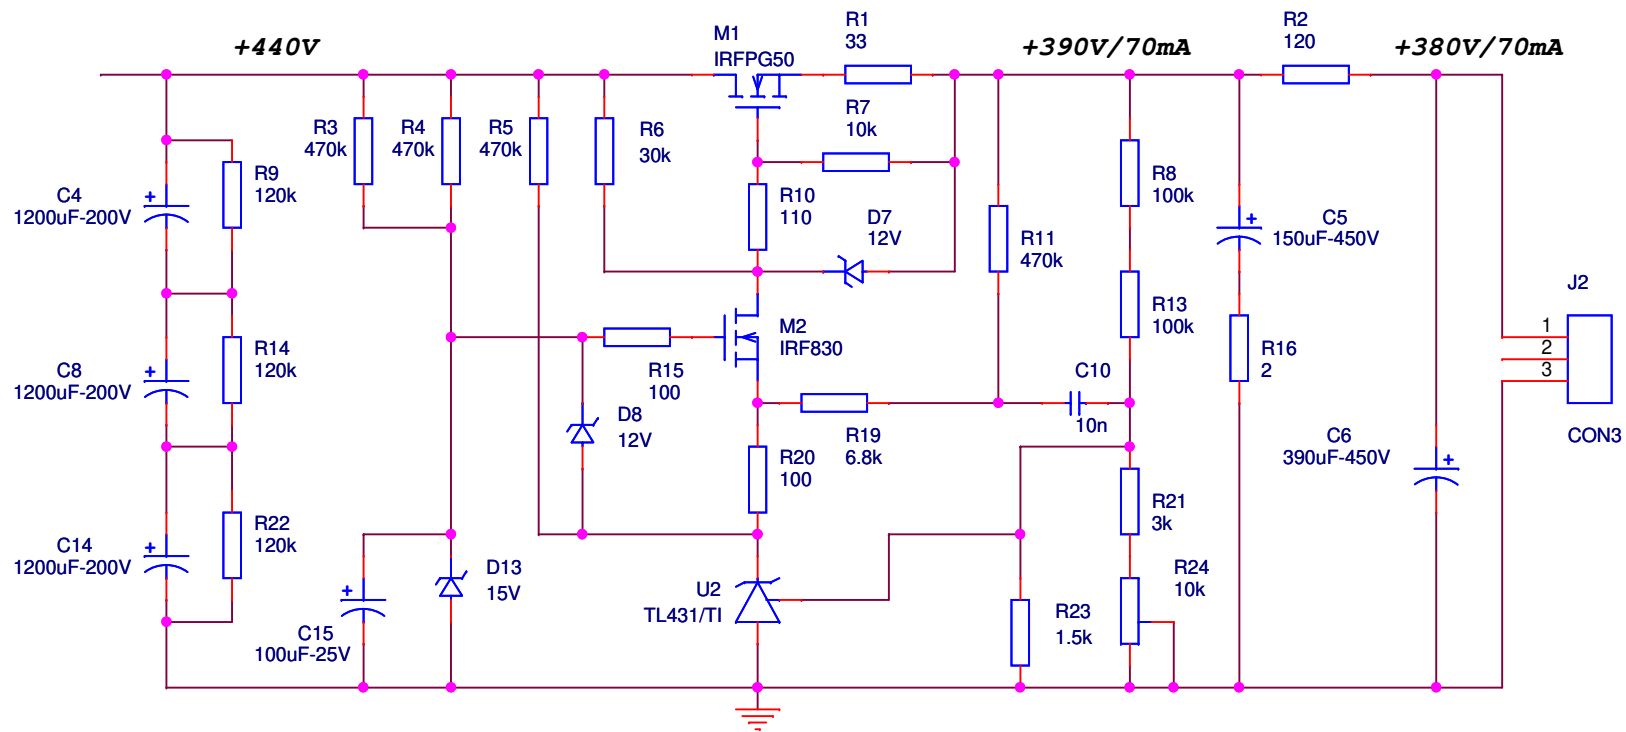 +440V
M1
IRFPG50
R1
33
+390V/70mA
R2
120
+380V/70mA
R3
470k
R4
470k
R5
470k
R6
30k
R7
10k
R9
120k
C4
1200uF-200V
R10
110
D7
12V
R11
470k
R8
100k
C5
150uF-450V
R13
100k
J2
1
2
3
CON3
R14
120k
C8
1200uF-200V
M2
IRF830
R15
100
D8
12V
R16
2
C10
10n
R19
6.8k
R20
100
C6
390uF-450V
R21
3k
R22
120k
C14
1200uF-200V
D13
15V
U2
TL431/TI
R24
10k
R23
1.5k
C15
100uF-25V